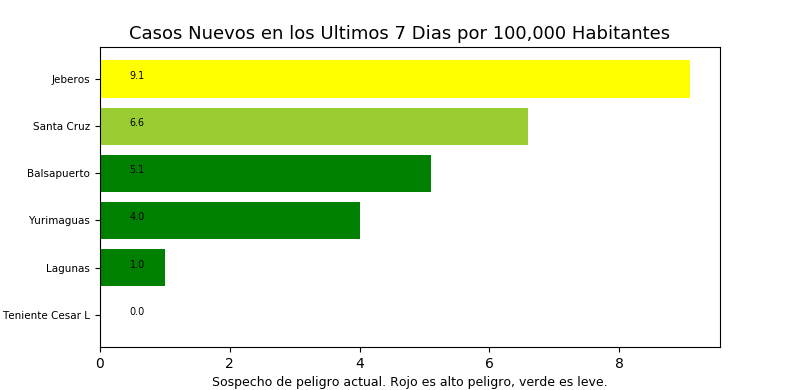 Casos Nuevos en los Ultimos 7 Dias por 100,000 Habitantes
Jeberos 9.1
Santa Cruz 6.6
Balsapuerto 5.1
Yurimaguas 4.0
Lagunas 1.0
Teniente Cesar L 0.0
0 2 4 6 8
Sospecho de peligro actual. Rojo es alto peligro, verde es leve.